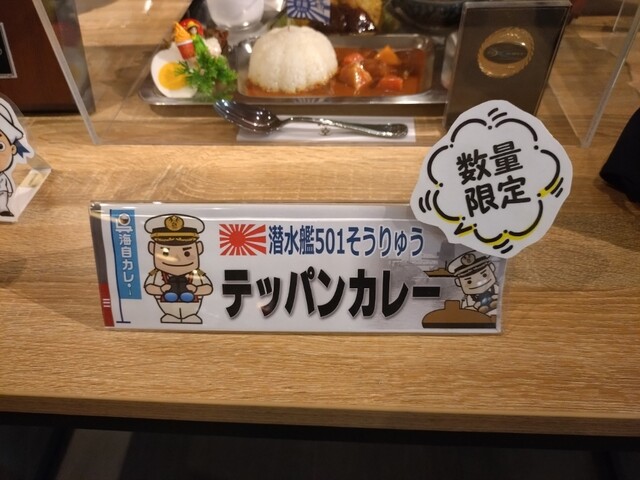 数量
限定
潜水艦501そうりゅう
テッパンカレー
海自カレー